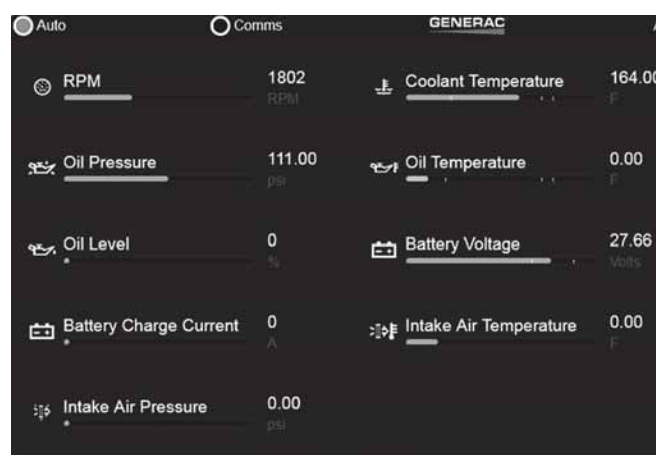 Auto Comms GENERAC
RPM 1802 Coolant Temperature 164.00
RPM F
Oil Pressure 111.00 Oil Temperature 0.00
psi F
Oil Level 0 Battery Voltage 27.66
% Volts
Battery Charge Current 0 Intake Air Temperature 0.00
A F
Intake Air Pressure 0.00
psi